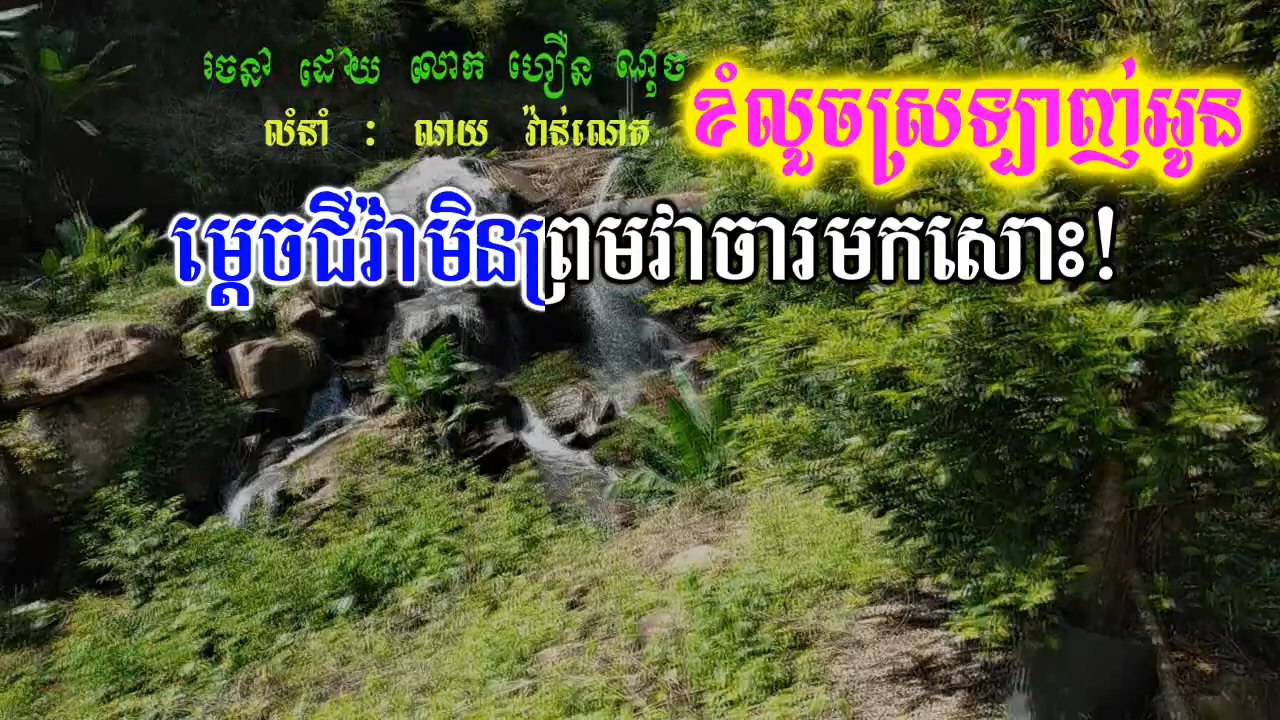 រចនា ដោយ លោក ហឿន ណុច
ខំលួចស្រឡាញ់អូន
លំនាំ : ណយ វ៉ាន់ណេត
ម្ដេចជីវ៉ាមិនព្រមវាចារមកសោះ!